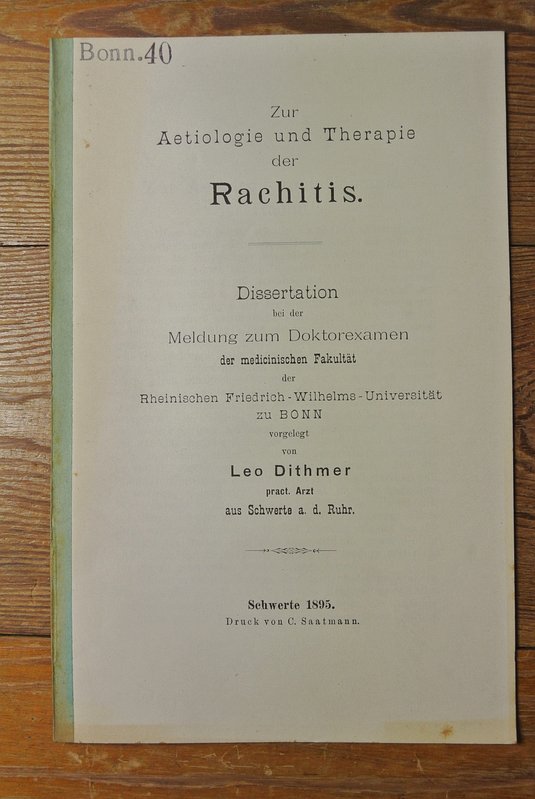 Bonn.40
Zur
Aetiologie und Therapie
der
Rachitis.
Dissertation
bei der
Meldung zum Doktorexamen
der medicinischen Fakultät
der
Rheinischen Friedrich-Wilhelms-Universität
zu BONN
vorgelegt
von
Leo Dithmer
pract. Arzt
aus Schwerte a. d. Ruhr.
Schwerte 1895.
Druck von C. Saatmann.